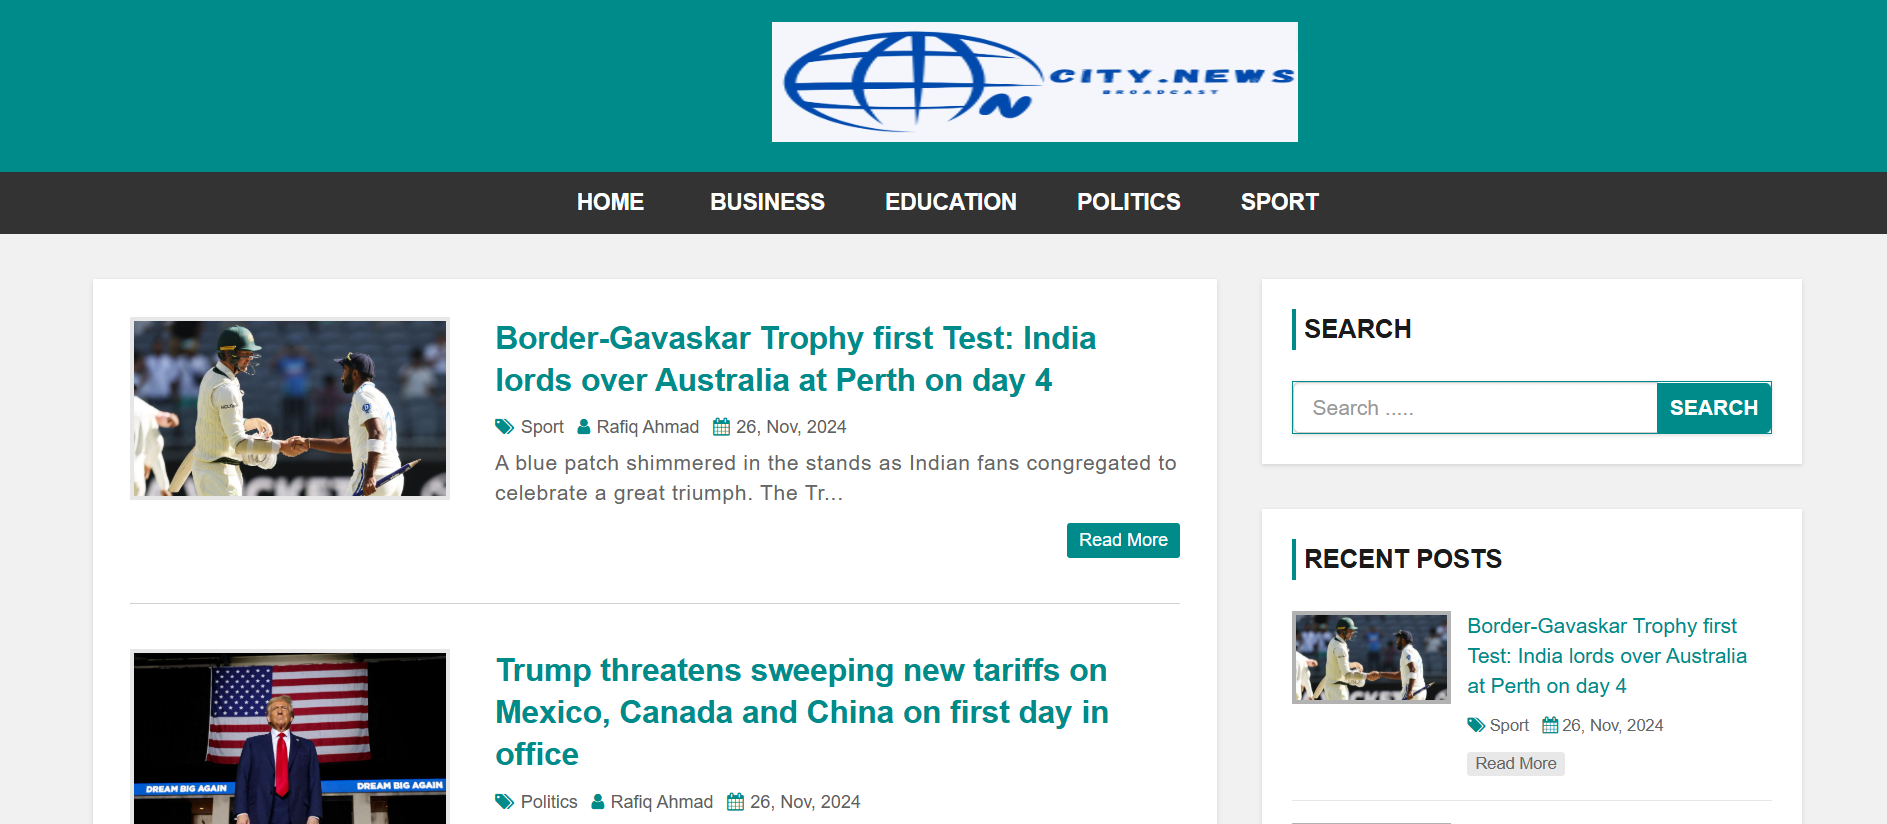 CITY.NEWS
BROADCAST
HOME BUSINESS EDUCATION POLITICS SPORT
Border-Gavaskar Trophy first Test: India
lords over Australia at Perth on day 4
Sport Rafiq Ahmad 26, Nov, 2024
A blue patch shimmered in the stands as Indian fans congregated to
celebrate a great triumph. The Tr...
Read More
Trump threatens sweeping new tariffs on
Mexico, Canada and China on first day in
office
Politics Rafiq Ahmad 26, Nov, 2024
DREAM BIG AGAIN
DREAM BIG AGAIN
SEARCH
Search ..... SEARCH
RECENT POSTS
Border-Gavaskar Trophy first
Test: India lords over Australia
at Perth on day 4
Sport 26, Nov, 2024
Read More